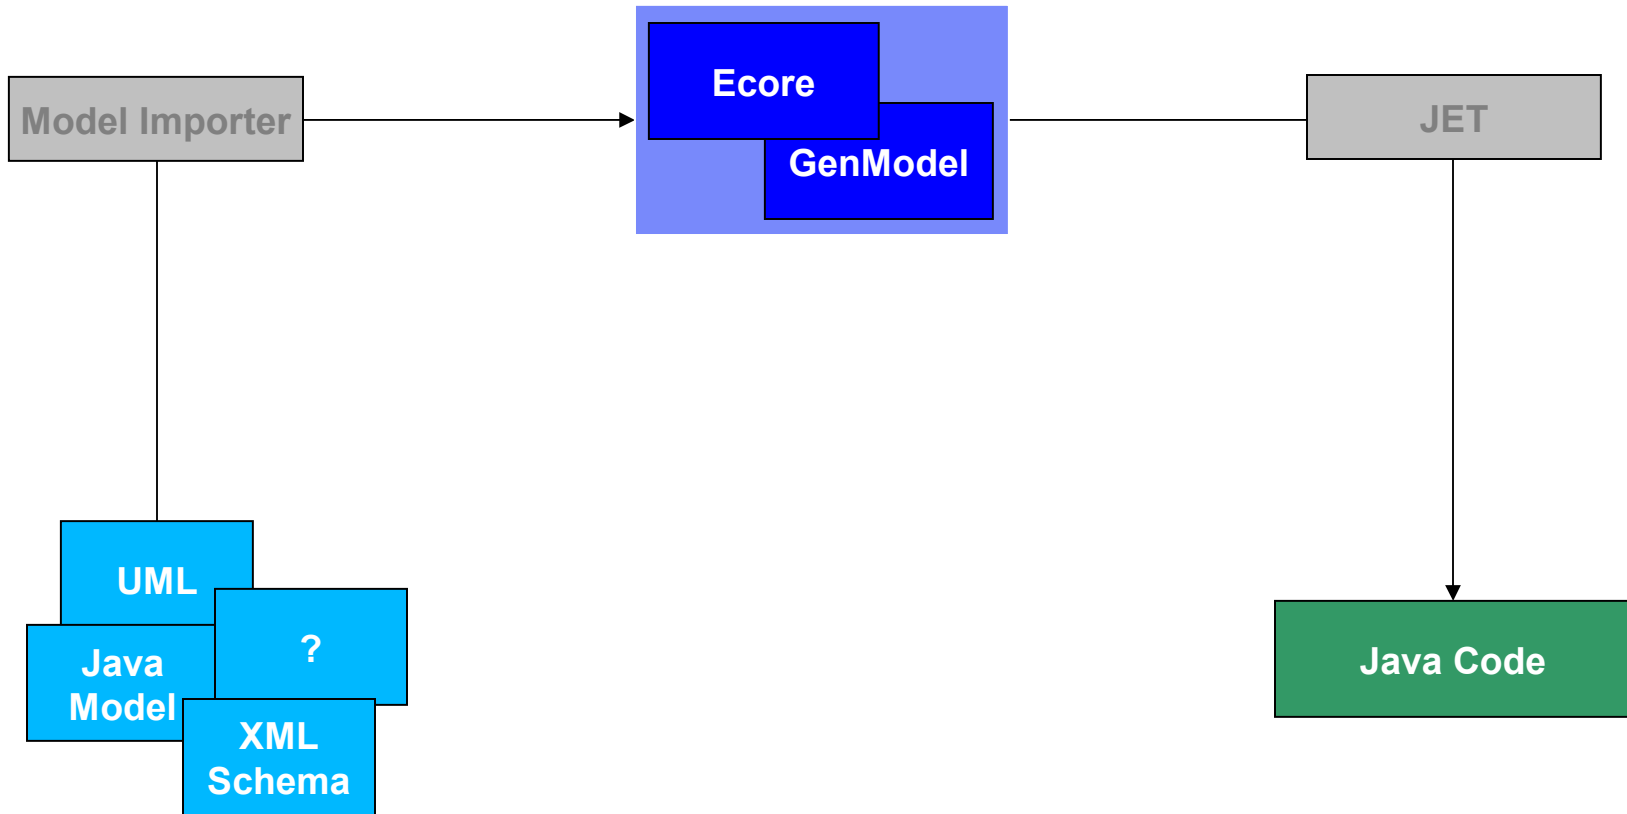 Model Importer
Ecore
GenModel
JET
UML
?
Java
Model
XML
Schema
Java Code